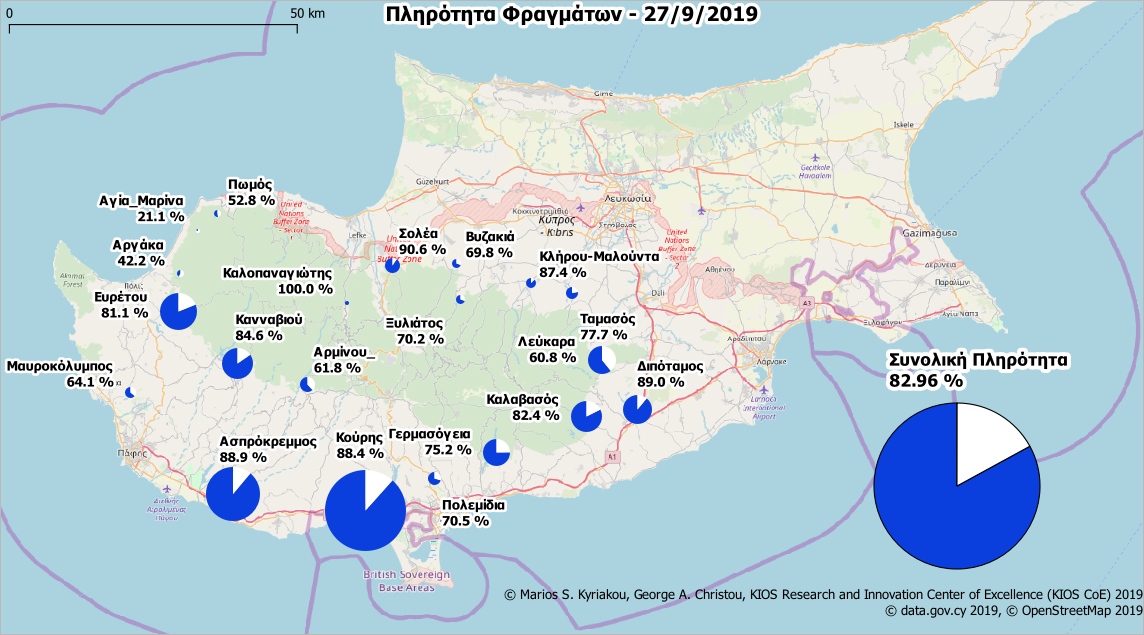 0 50 km
Πληρότητα Φραγμάτων - 27/9/2019
Girne
Iskele
Geçitkale
Havaalanı
Güzelyurt
Πωμός
52.8 %
Αγία_Μαρίνα
21.1 %
United
Nations
Buffer Zone
- Sector
Lefke
Λευκωσία
Κοκκινοτριμιθιά
Κύπρος
- Kıbrıs
Στρόβολος
Gazimağusa
Αργάκα
42.2 %
Σολέα
90.6 %
Βυζακιά
69.8 %
Κλήρου-Μαλούντα
87.4 %
United
Nations
Buffer Zone
- Sector
2
Akamas
Forest
Πόλις
Καλοπαναγιώτης
100.0 %
Αθηένου
Δερύνεια
Παραλίμνι
Ευρέτου
81.1 %
Dali
A3
Κανναβιού
84.6 %
Ξυλιάτος
70.2 %
Ταμασός
77.7 %
Ξυλοφάγου
Αγία Νάπα
Αραδίππου
Λάρνακα
Λεύκαρα
60.8 %
Αρμίνου_
61.8 %
Μαυροκόλυμπος
64.1 %
Διπόταμος
89.0 %
Συνολική Πληρότητα
82.96 %
Larnaca
International
Airport
Καλαβασός
82.4 %
Ασπρόκρεμμος
88.9 %
Κούρης
88.4 %
Γερμασόγεια
75.2 %
Πάφος
A1
Διεθνής
Αερολιμένας
Πάφου
Πολεμίδια
70.5 %
British Sovereign
Base Areas
© Marios S. Kyriakou, George A. Christou, KIOS Research and Innovation Center of Excellence (KIOS CoE) 2019
© data.gov.cy 2019, © OpenStreetMap 2019